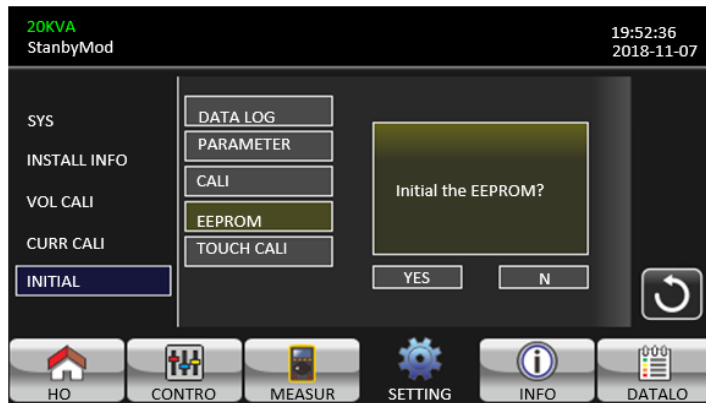 20KVA
StanbyMod
19:52:36
2018-11-07
SYS
INSTALL INFO
VOL CALI
CURR CALI
INITIAL
DATA LOG
PARAMETER
CALI
EEPROM
TOUCH CALI
Initial the EEPROM?
YES
N
HO
CONTRO
MEASUR
SETTING
INFO
DATALO